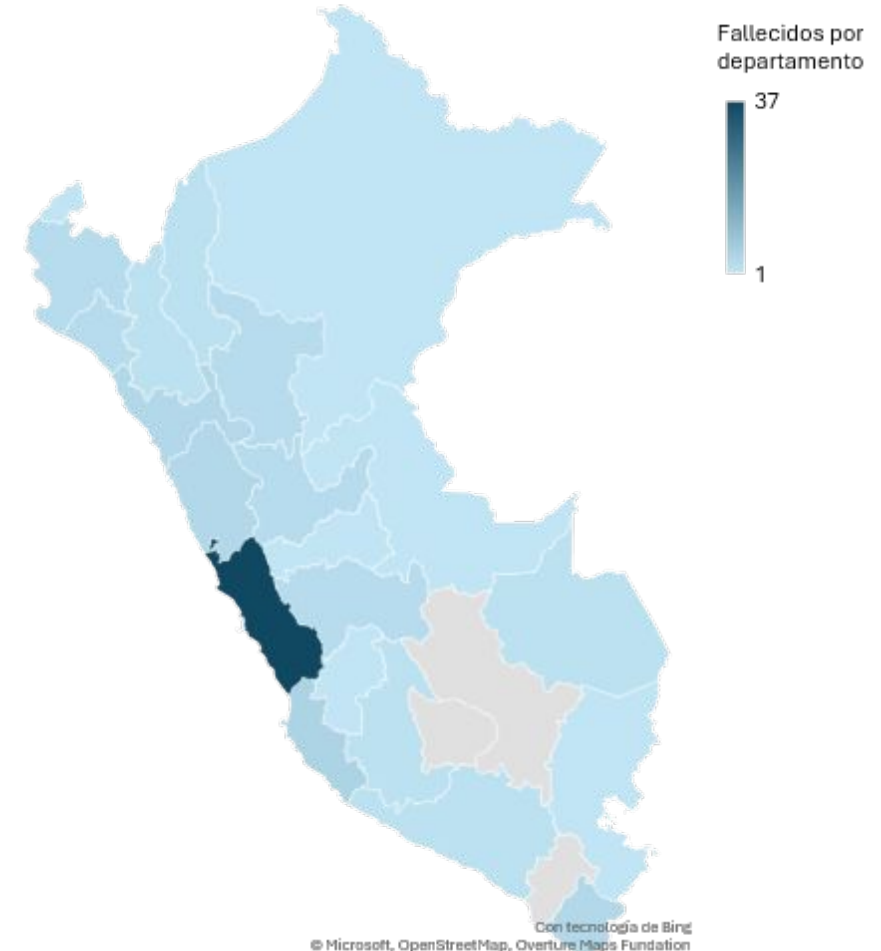 Fallecidos por
departamento
37
1
Con tecnología de Bing
© Microsoft, OpenStreetMap, Overture Maps Fundation